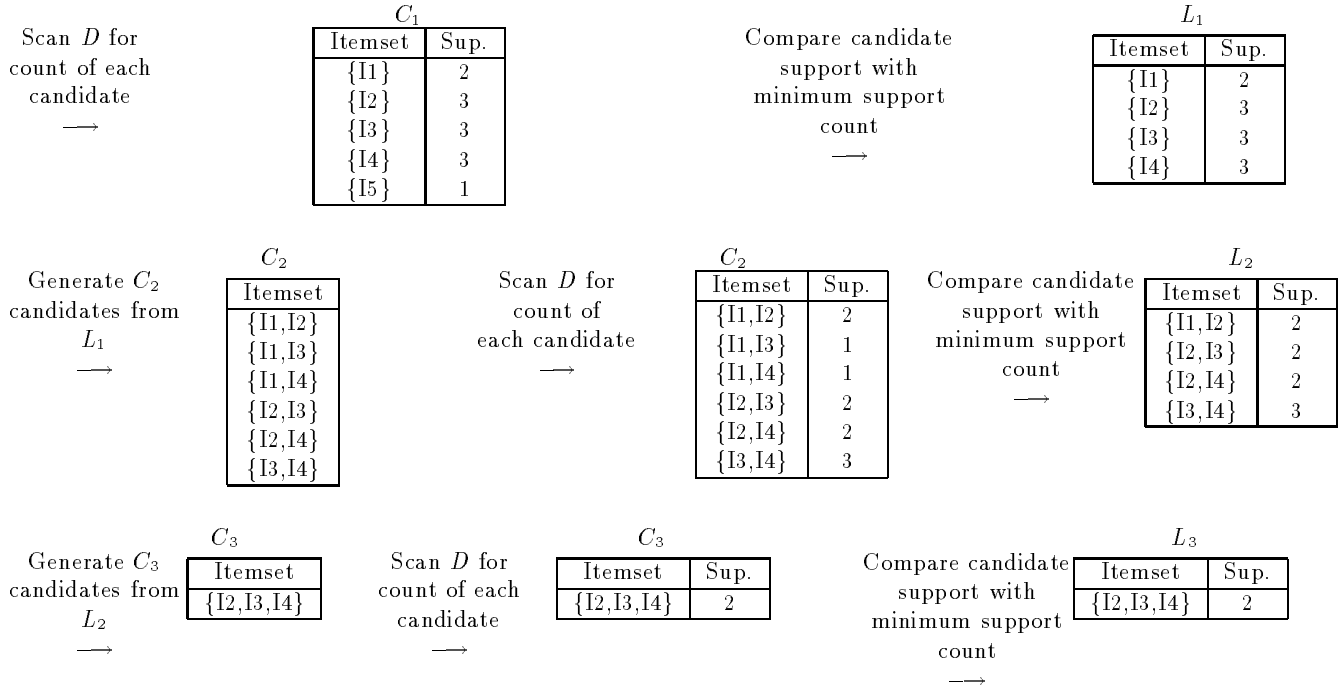 Scan D for
count of each
candidate
→
C1
Itemset Sup.
{I1} 2
{I2} 3
{I3} 3
{I4} 3
{I5} 1
Compare candidate
support with
minimum support
count
→
L1
Itemset Sup.
{I1} 2
{I2} 3
{I3} 3
{I4} 3
Generate C2
candidates from
L1
→
C2
Itemset
{I1,I2}
{I1,I3}
{I1,I4}
{I2,I3}
{I2,I4}
{I3,I4}
Scan D for
count of
each candidate
→
C2
Itemset Sup.
{I1,I2} 2
{I1,I3} 1
{I1,I4} 1
{I2,I3} 2
{I2,I4} 2
{I3,I4} 3
Compare candidate
support with
minimum support
count
→
L2
Itemset Sup.
{I1,I2} 2
{I2,I3} 2
{I2,I4} 2
{I3,I4} 3
Generate C3
candidates from
L2
→
C3
Itemset
{I2,I3,I4}
Scan D for
count of each
candidate
→
C3
Itemset Sup.
{I2,I3,I4} 2
Compare candidate
support with
minimum support
count
→
L3
Itemset Sup.
{I2,I3,I4} 2